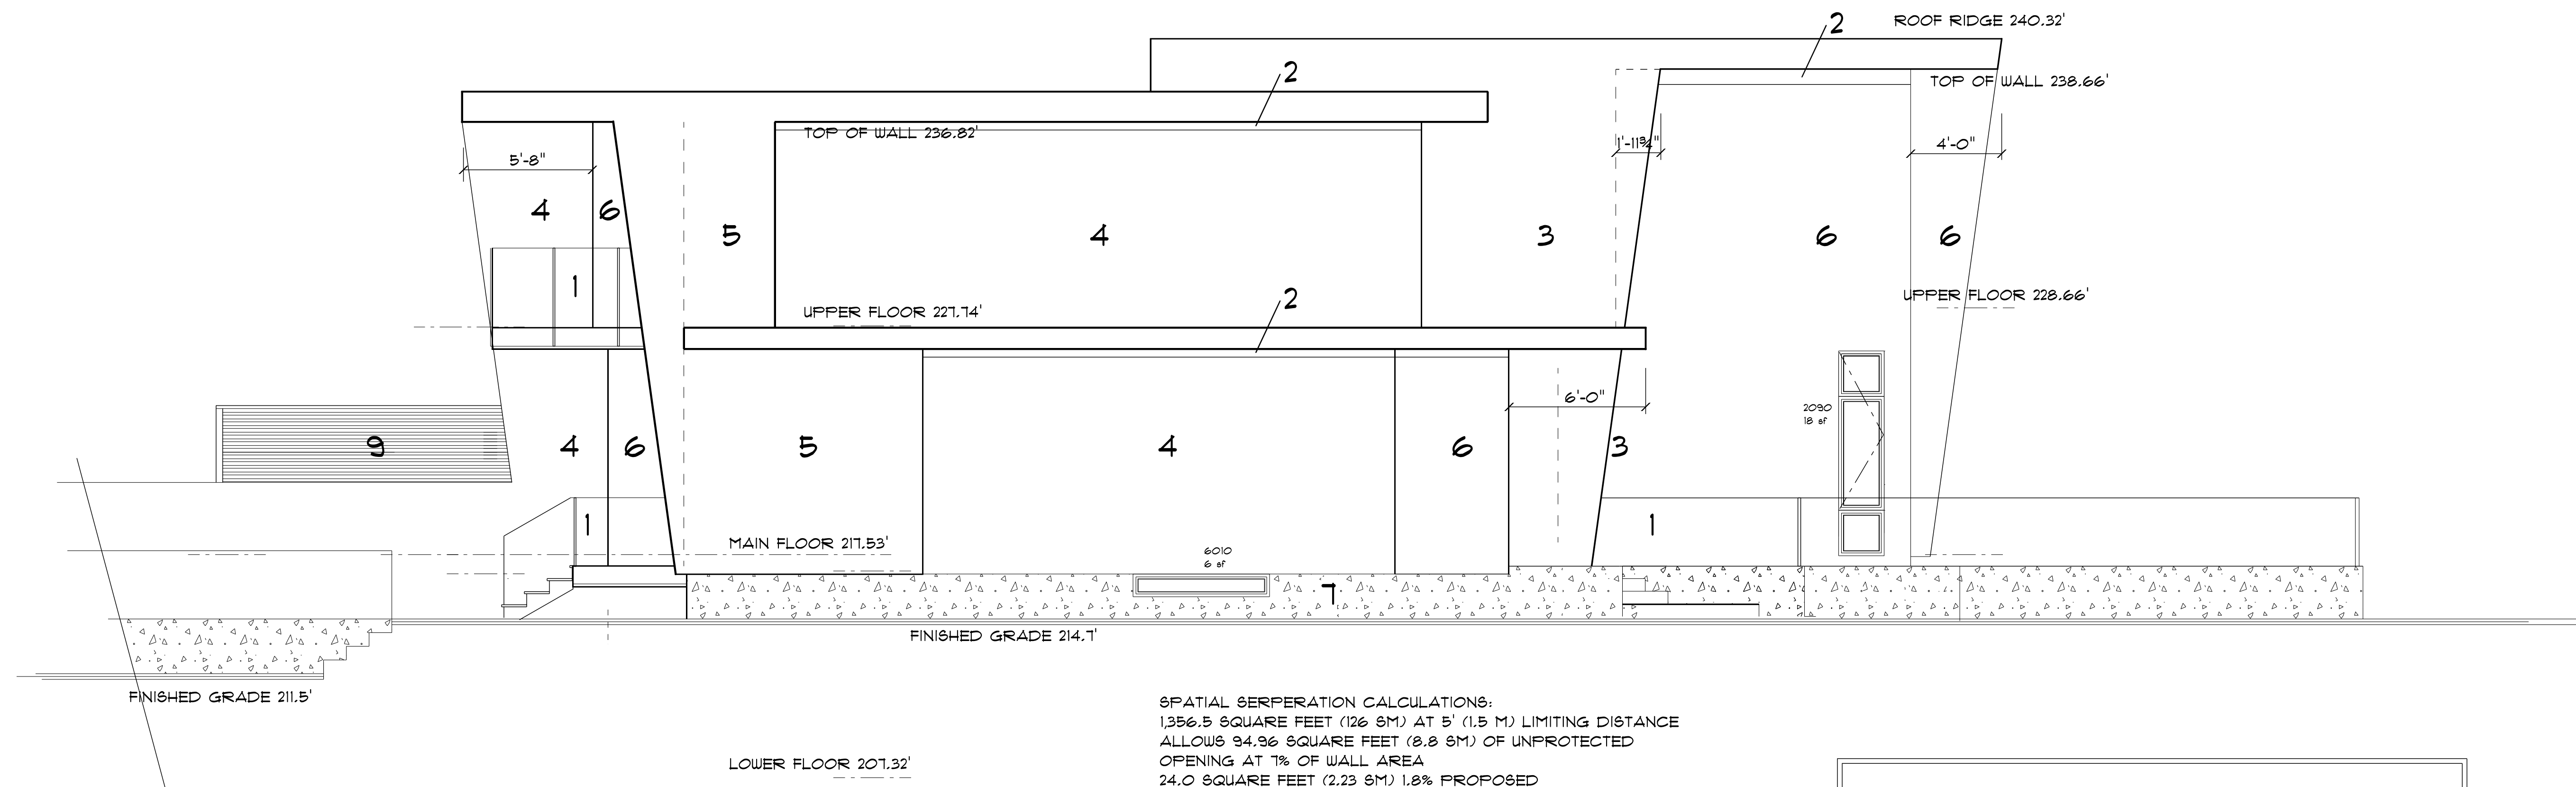 2
ROOF RIDGE 240.32'
2
TOP OF WALL 238.66'
TOP OF WALL 236.82'
1'-11¾"
4'-0"
5'-8"
4
6
5
4
3
6
6
1
2
UPPER FLOOR 227.74'
UPPER FLOOR 228.66'
6'-0"
2090
18 sf
9
4
6
5
4
6
3
1
1
MAIN FLOOR 217.53'
6010
6 sf
7
FINISHED GRADE 214.7'
FINISHED GRADE 211.5'
SPATIAL SERPERATION CALCULATIONS:
1,356.5 SQUARE FEET (126 SM) AT 5' (1.5 M) LIMITING DISTANCE
ALLOWS 94.96 SQUARE FEET (8.8 SM) OF UNPROTECTED
OPENING AT 7% OF WALL AREA
24.0 SQUARE FEET (2.23 SM) 1.8% PROPOSED
LOWER FLOOR 207.32'